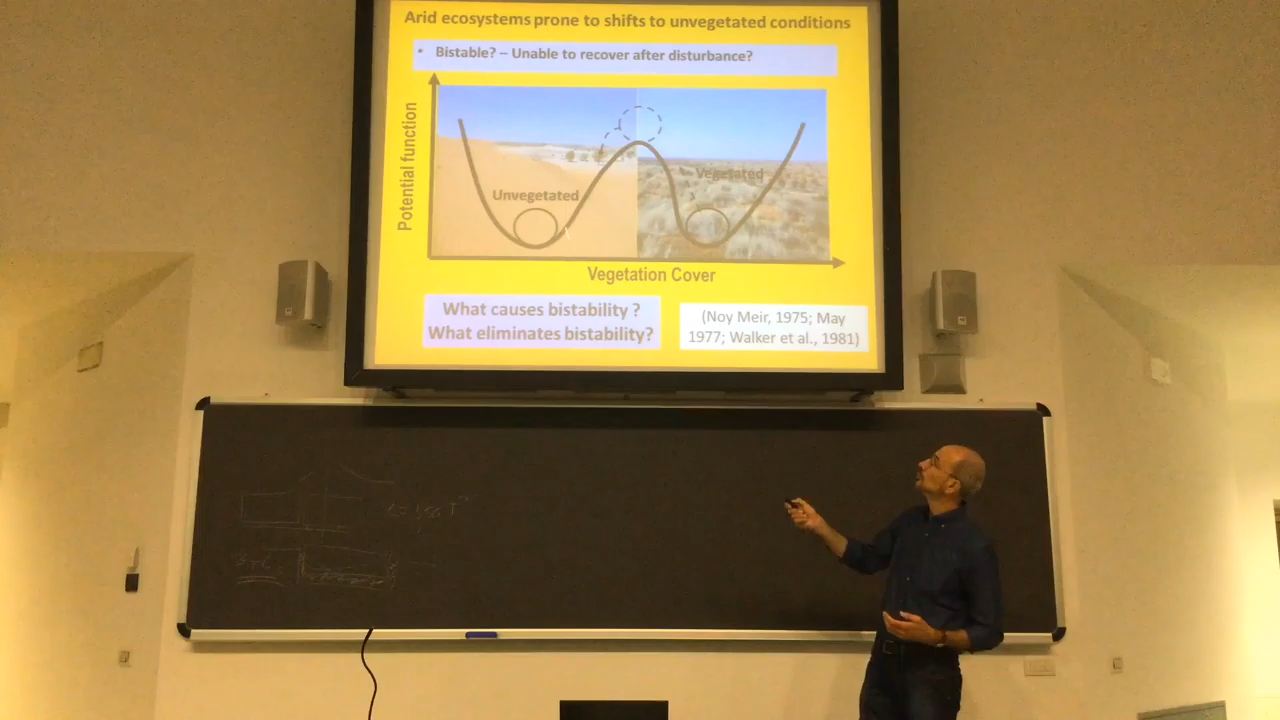 Arid ecosystems prone to shifts to unvegetated conditions
• Bistable? – Unable to recover after disturbance?
Potential function
Unvegetated
Vegetated
Vegetation Cover
What causes bistability ?
What eliminates bistability?
(Noy Meir, 1975; May
1977; Walker et al., 1981)